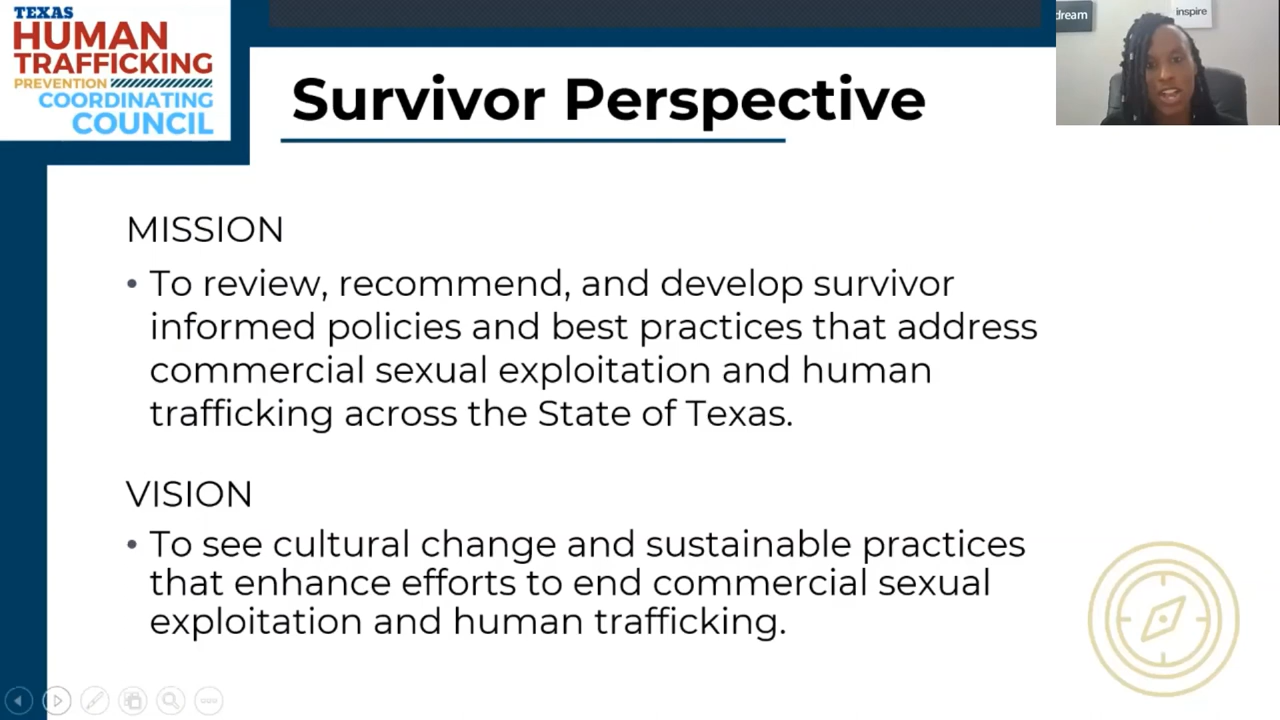 TEXAS
HUMAN
TRAFFICKING
PREVENTION
COORDINATING
COUNCIL
dream
inspire
Survivor Perspective
MISSION
• To review, recommend, and develop survivor
informed policies and best practices that address
commercial sexual exploitation and human
trafficking across the State of Texas.
VISION
• To see cultural change and sustainable practices
that enhance efforts to end commercial sexual
exploitation and human trafficking.